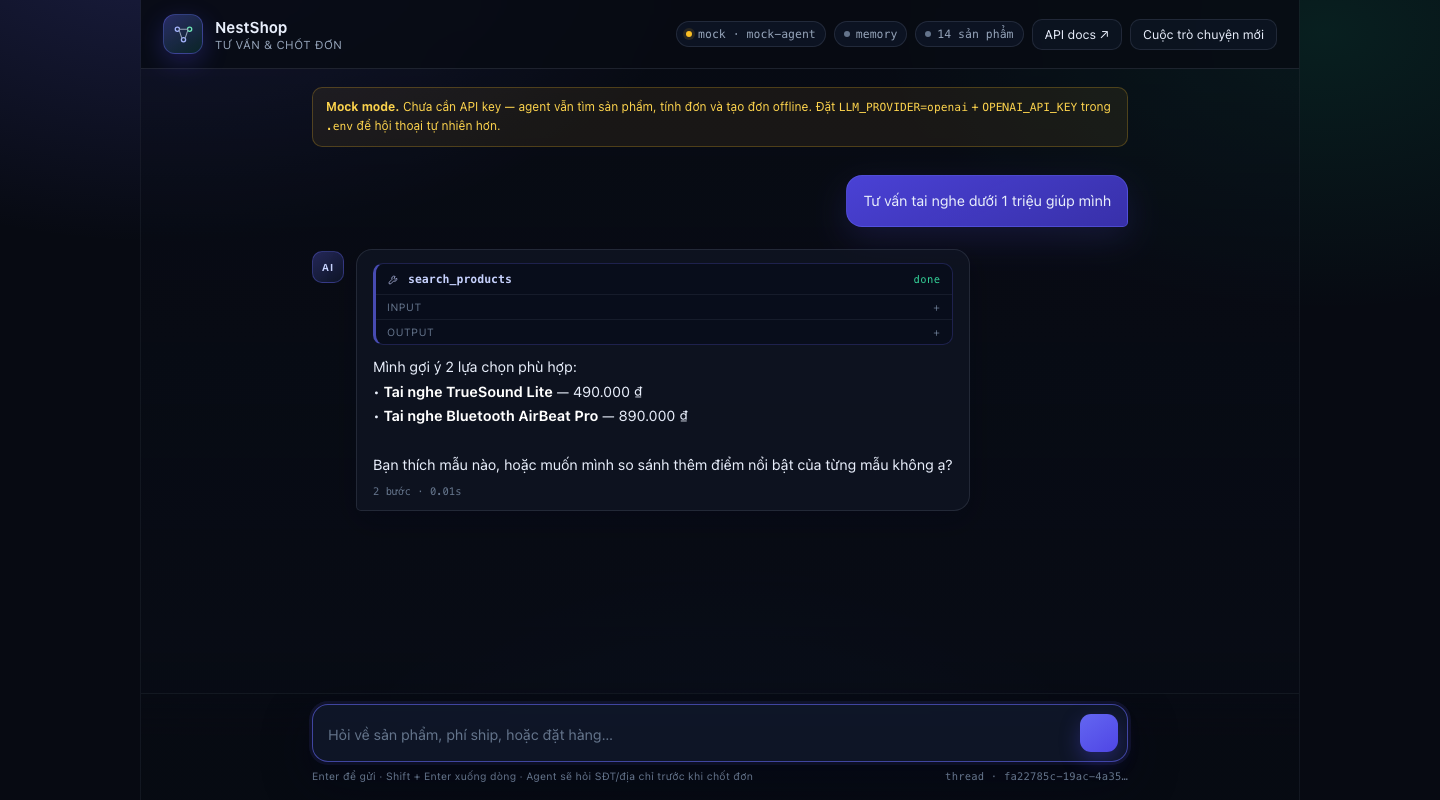 NestShop
TƯ VẤN & CHỐT ĐƠN
mock · mock-agent
memory
14 sản phẩm
API docs ↗
Cuộc trò chuyện mới
Mock mode. Chưa cần API key — agent vẫn tìm sản phẩm, tính đơn và tạo đơn offline. Đặt LLM_PROVIDER=openai + OPENAI_API_KEY trong
.env để hội thoại tự nhiên hơn.
Tư vấn tai nghe dưới 1 triệu giúp mình
AI
search_products
done
INPUT
+
OUTPUT
+
Mình gợi ý 2 lựa chọn phù hợp:
• Tai nghe TrueSound Lite — 490.000 ₫
• Tai nghe Bluetooth AirBeat Pro — 890.000 ₫
Bạn thích mẫu nào, hoặc muốn mình so sánh thêm điểm nổi bật của từng mẫu không ạ?
2 bước · 0.01s
Hỏi về sản phẩm, phí ship, hoặc đặt hàng…
Enter để gửi · Shift + Enter xuống dòng · Agent sẽ hỏi SĐT/địa chỉ trước khi chốt đơn
thread · fa22785c-19ac-4a35…